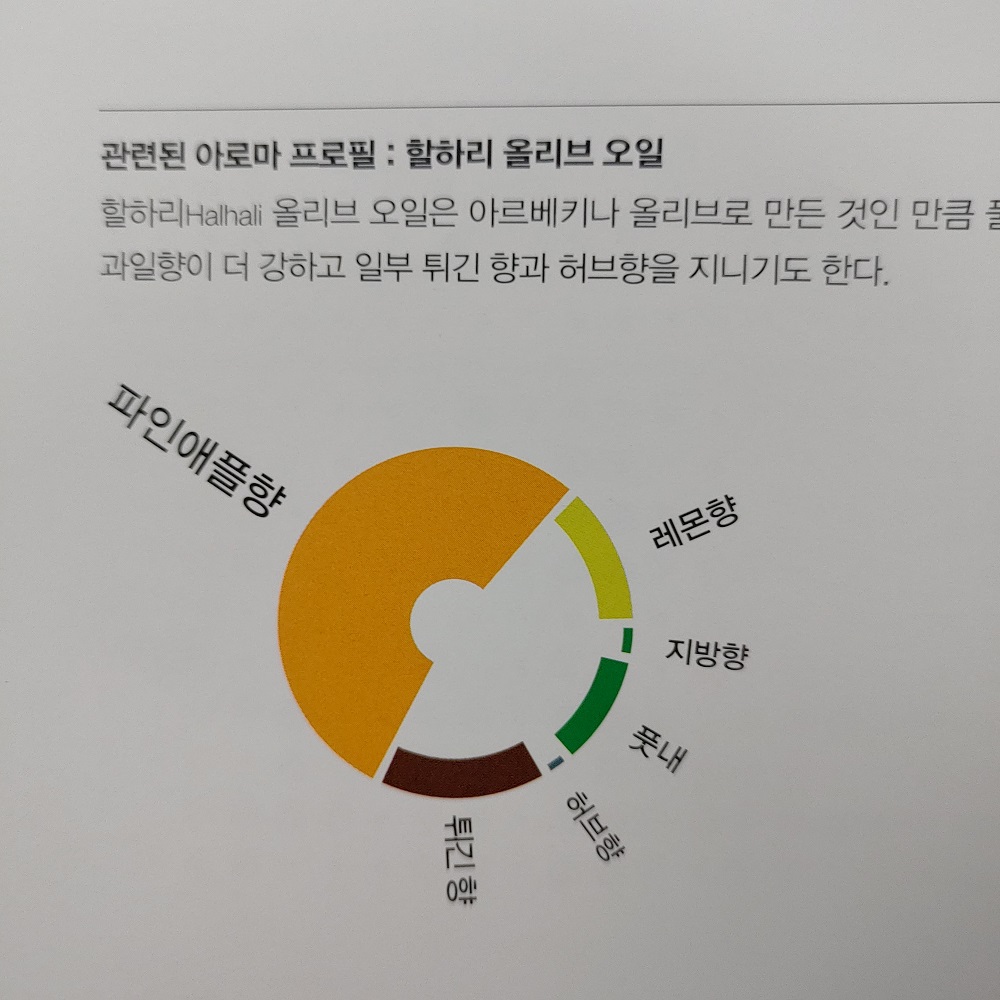 관련된 아로마 프로필 : 할하리 올리브 오일
할하리Halhali 올리브 오일은 아르베키나 올리브로 만든 것인 만큼
과일향이 더 강하고 일부 튀긴 향과 허브향을 지니기도 한다.
파인애플향
레몬향
지방향
풋내
허브향
튀긴 향